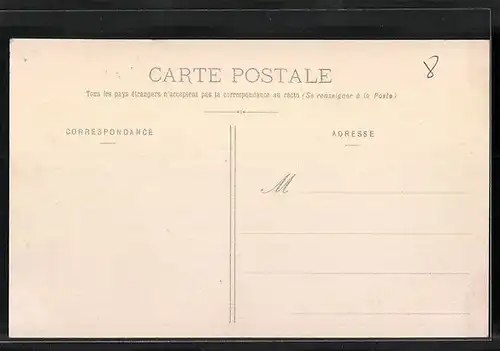 CARTE POSTALE
8
Tous les pays étrangers n'acceptent pas la correspondance au recto (Se renseigner à la Poste)
CORRESPONDANCE
ADRESSE
M